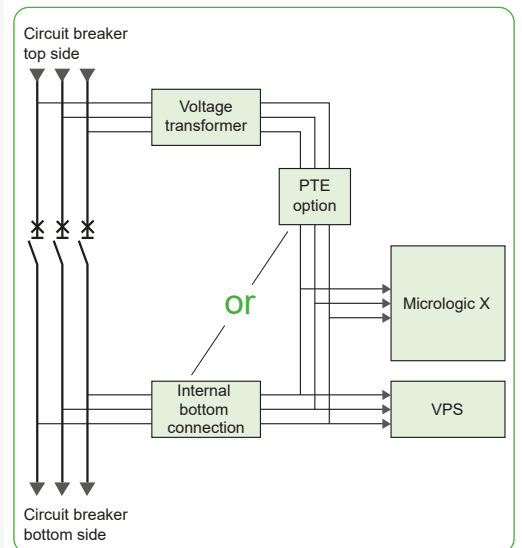 Circuit breaker
top side
Voltage
transformer
PTE
option
or
Micrologic X
Internal
bottom
connection
VPS
Circuit breaker
bottom side